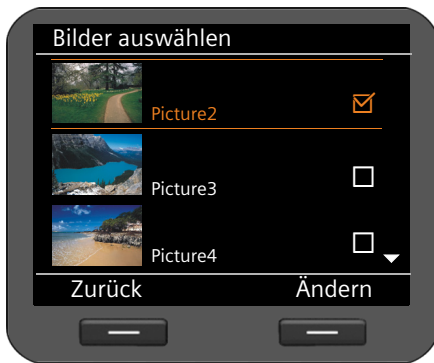 Bilder auswählen
Picture2
Picture3
Picture4
Zurück Ändern